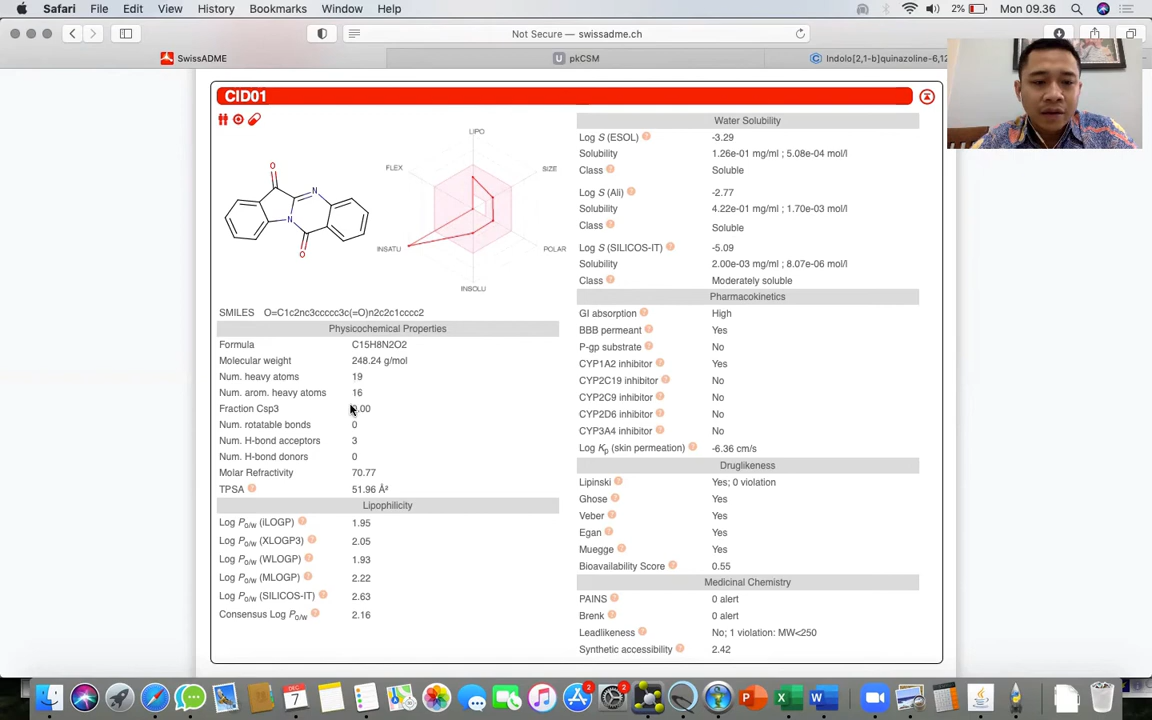 Safari File Edit View History Bookmarks Window Help 2% Mon 09.36
Not Secure — swissadme.ch
SwissADME
pkCSM
Indolo[2,1-b]quinazoline-6,12
CID01
LIPO
FLEX
SIZE
INSATU
POLAR
INSOLU
O
N
N
O
SMILES O=C1c2nc3ccccc3c(=O)n2c2c1cccc2
Physicochemical Properties
Formula C15H8N2O2
Molecular weight 248.24 g/mol
Num. heavy atoms 19
Num. arom. heavy atoms 16
Fraction Csp3 0.00
Num. rotatable bonds 0
Num. H-bond acceptors 3
Num. H-bond donors 0
Molar Refractivity 70.77
TPSA ? 51.96 Å²
Lipophilicity
Log Po/w (iLOGP) ? 1.95
Log Po/w (XLOGP3) ? 2.05
Log Po/w (WLOGP) ? 1.93
Log Po/w (MLOGP) ? 2.22
Log Po/w (SILICOS-IT) ? 2.63
Consensus Log Po/w ? 2.16
Water Solubility
Log S (ESOL) ? -3.29
Solubility 1.26e-01 mg/ml ; 5.08e-04 mol/l
Class ? Soluble
Log S (Ali) ? -2.77
Solubility 4.22e-01 mg/ml ; 1.70e-03 mol/l
Class ? Soluble
Log S (SILICOS-IT) ? -5.09
Solubility 2.00e-03 mg/ml ; 8.07e-06 mol/l
Class ? Moderately soluble
Pharmacokinetics
GI absorption ? High
BBB permeant ? Yes
P-gp substrate ? No
CYP1A2 inhibitor ? Yes
CYP2C19 inhibitor ? No
CYP2C9 inhibitor ? No
CYP2D6 inhibitor ? No
CYP3A4 inhibitor ? No
Log Kp (skin permeation) ? -6.36 cm/s
Druglikeness
Lipinski ? Yes; 0 violation
Ghose ? Yes
Veber ? Yes
Egan ? Yes
Muegge ? Yes
Bioavailability Score ? 0.55
Medicinal Chemistry
PAINS ? 0 alert
Brenk ? 0 alert
Leadlikeness ? No; 1 violation: MW<250
Synthetic accessibility ? 2.42
DEC
7
2
2